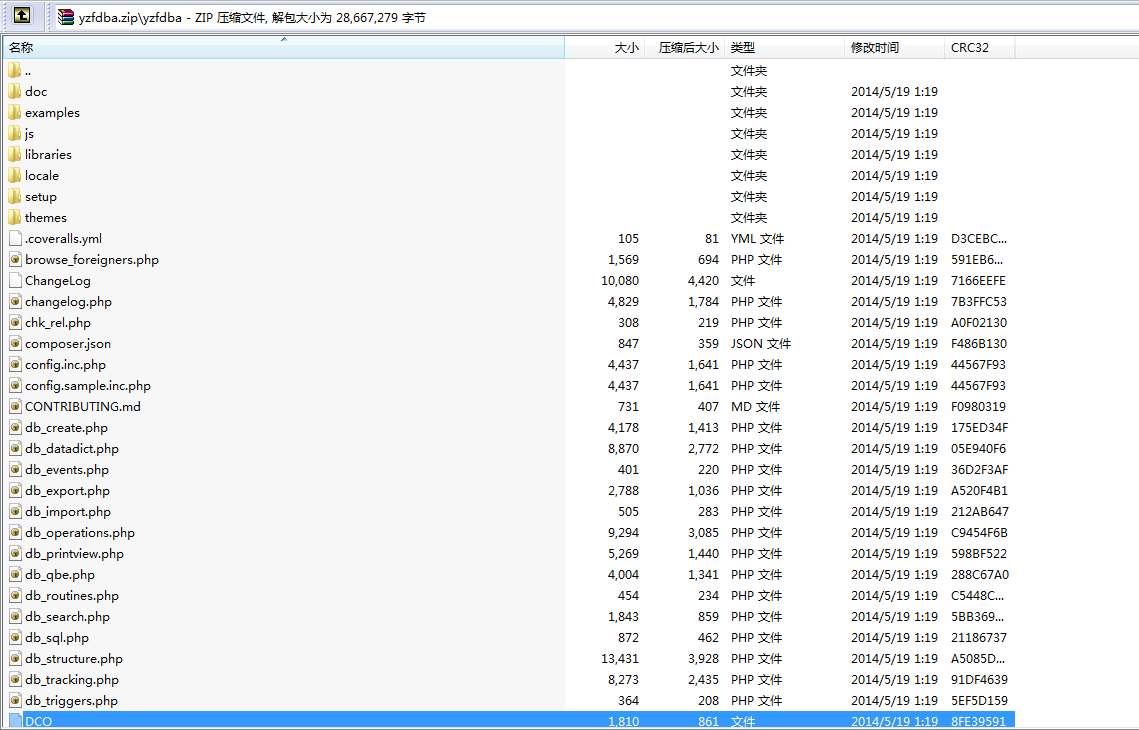 yzfdba.zip\yzfdba - ZIP 压缩文件, 解包大小为 28,667,279 字节
名称 大小 压缩后大小 类型 修改时间 CRC32
.. 文件夹
doc 文件夹 2014/5/19 1:19
examples 文件夹 2014/5/19 1:19
js 文件夹 2014/5/19 1:19
libraries 文件夹 2014/5/19 1:19
locale 文件夹 2014/5/19 1:19
setup 文件夹 2014/5/19 1:19
themes 文件夹 2014/5/19 1:19
.coveralls.yml 105 81 YML 文件 2014/5/19 1:19 D3CEBC...
browse_foreigners.php 1,569 694 PHP 文件 2014/5/19 1:19 591EB6...
ChangeLog 10,080 4,420 文件 2014/5/19 1:19 7166EEFE
changelog.php 4,829 1,784 PHP 文件 2014/5/19 1:19 7B3FFC53
chk_rel.php 308 219 PHP 文件 2014/5/19 1:19 A0F02130
composer.json 847 359 JSON 文件 2014/5/19 1:19 F486B130
config.inc.php 4,437 1,641 PHP 文件 2014/5/19 1:19 44567F93
config.sample.inc.php 4,437 1,641 PHP 文件 2014/5/19 1:19 44567F93
CONTRIBUTING.md 731 407 MD 文件 2014/5/19 1:19 F0980319
db_create.php 4,178 1,413 PHP 文件 2014/5/19 1:19 175ED34F
db_datadict.php 8,870 2,772 PHP 文件 2014/5/19 1:19 05E940F6
db_events.php 401 220 PHP 文件 2014/5/19 1:19 36D2F3AF
db_export.php 2,788 1,036 PHP 文件 2014/5/19 1:19 A520F4B1
db_import.php 505 283 PHP 文件 2014/5/19 1:19 212AB647
db_operations.php 9,294 3,085 PHP 文件 2014/5/19 1:19 C9454F6B
db_printview.php 5,269 1,440 PHP 文件 2014/5/19 1:19 598BF522
db_qbe.php 4,004 1,341 PHP 文件 2014/5/19 1:19 288C67A0
db_routines.php 454 234 PHP 文件 2014/5/19 1:19 C5448C...
db_search.php 1,843 859 PHP 文件 2014/5/19 1:19 5BB369...
db_sql.php 872 462 PHP 文件 2014/5/19 1:19 21186737
db_structure.php 13,431 3,928 PHP 文件 2014/5/19 1:19 A5085D...
db_tracking.php 8,273 2,435 PHP 文件 2014/5/19 1:19 91DF4639
db_triggers.php 364 208 PHP 文件 2014/5/19 1:19 5EF5D159
DCO 1,810 861 文件 2014/5/19 1:19 8FE39591